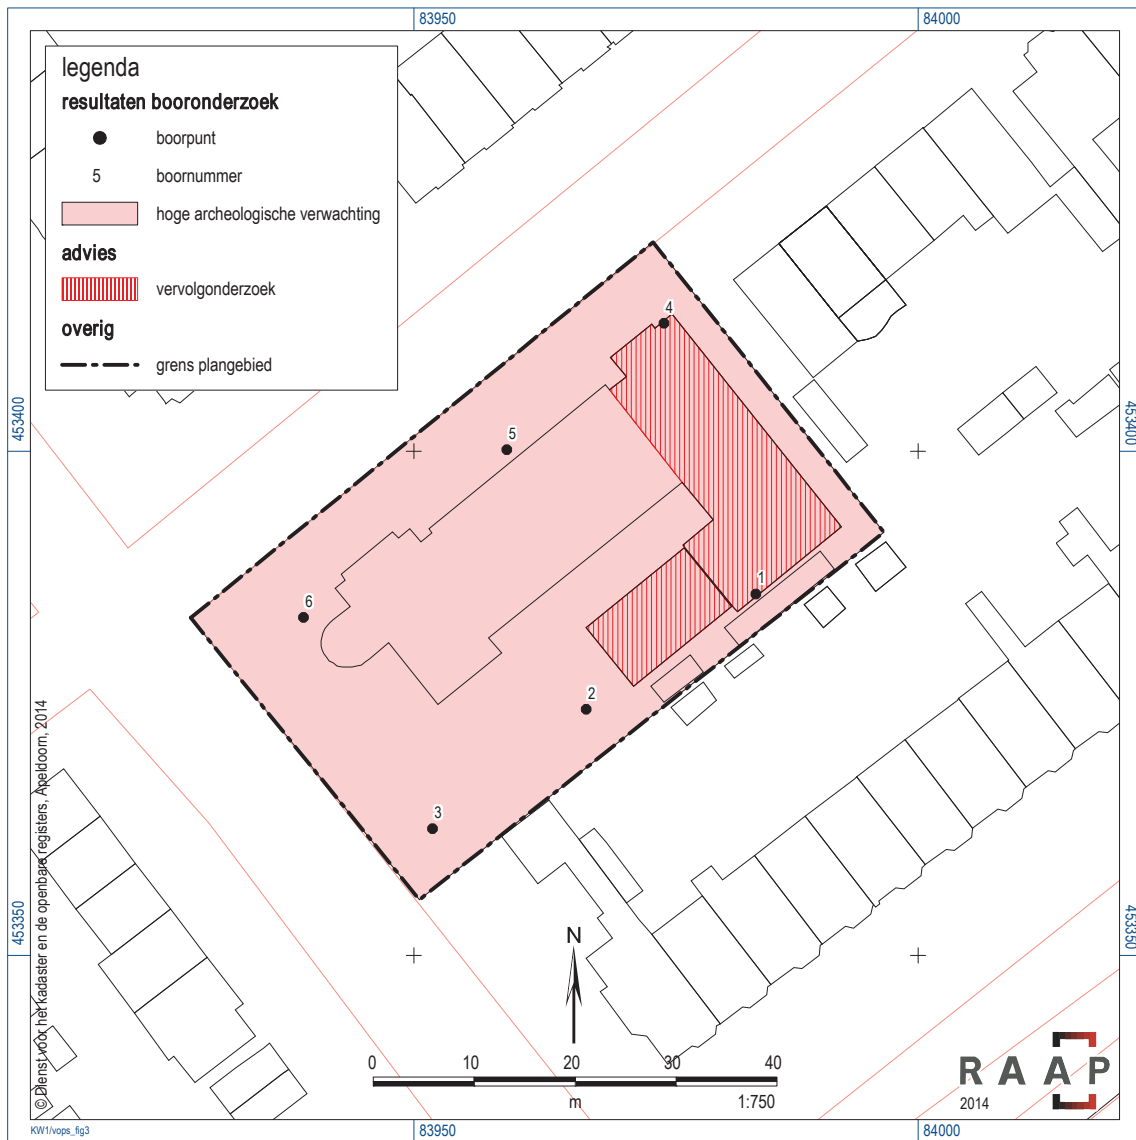 83950
84000
legenda
resultaten booronderzoek
boorpunt
5 boornummer
hoge archeologische verwachting
advies
vervolgonderzoek
overig
grens plangebied
4
453400
453400
5
1
6
2
3
© Dienst voor het kadaster en de openbare registers, Apeldoorn, 2014
453350
453350
N
0 10 20 30 40
m 1:750
RAAP
2014
KW1/vops_fig3
83950
84000